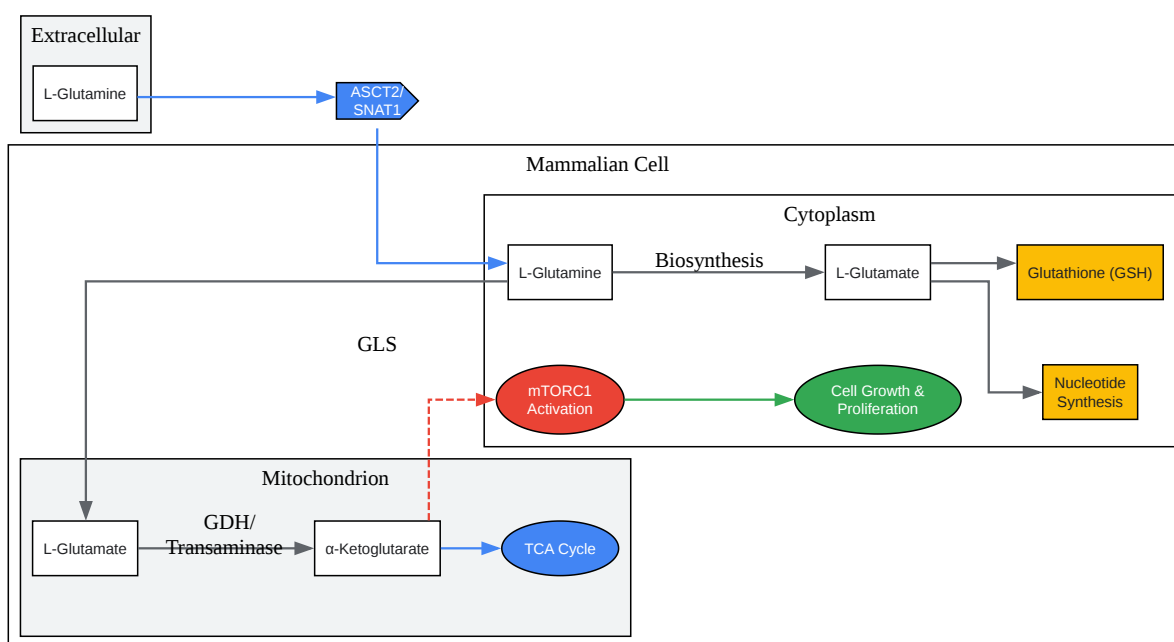 Extracellular
L-Glutamine
ASCT2/
SNAT1
Mammalian Cell
Cytoplasm
L-Glutamine
Biosynthesis
L-Glutamate
Glutathione (GSH)
GLS
mTORC1
Activation
Cell Growth &
Proliferation
Nucleotide
Synthesis
Mitochondrion
L-Glutamate
GDH/
Transaminase
α-Ketoglutarate
TCA Cycle